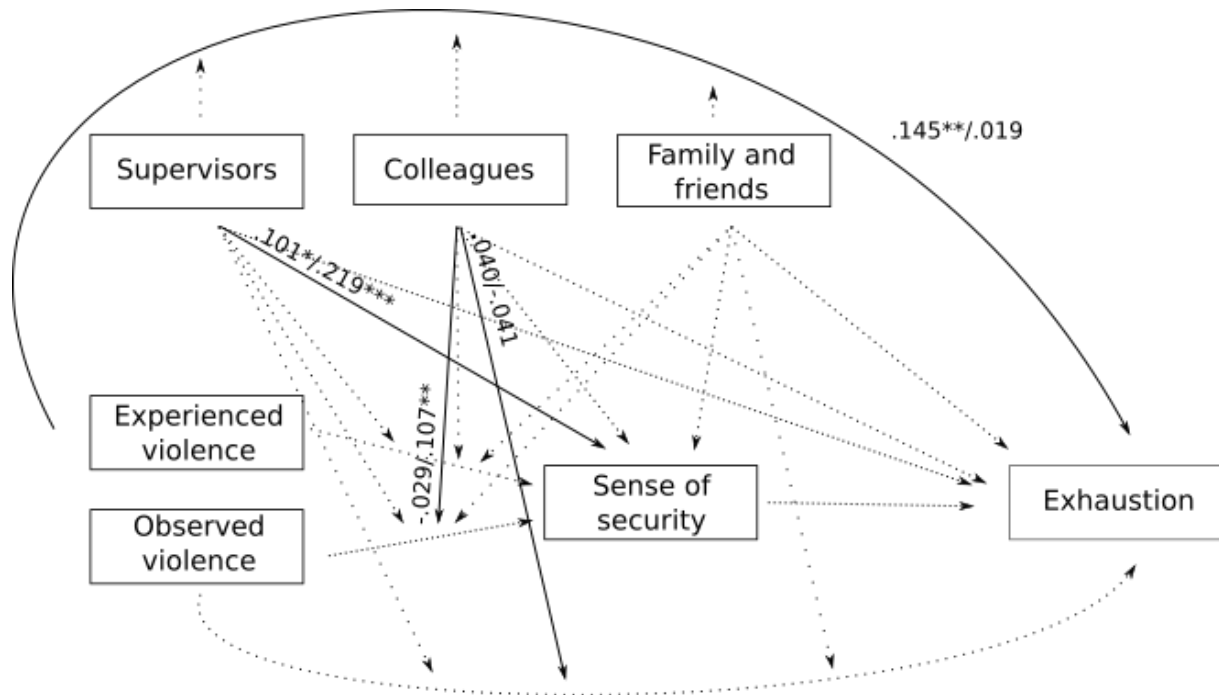 .145**/.019
Supervisors
Colleagues
Family and
friends
.101*/.219***
.040/-.041
-.029/.107**
Experienced
violence
Observed
violence
Sense of
security
Exhaustion